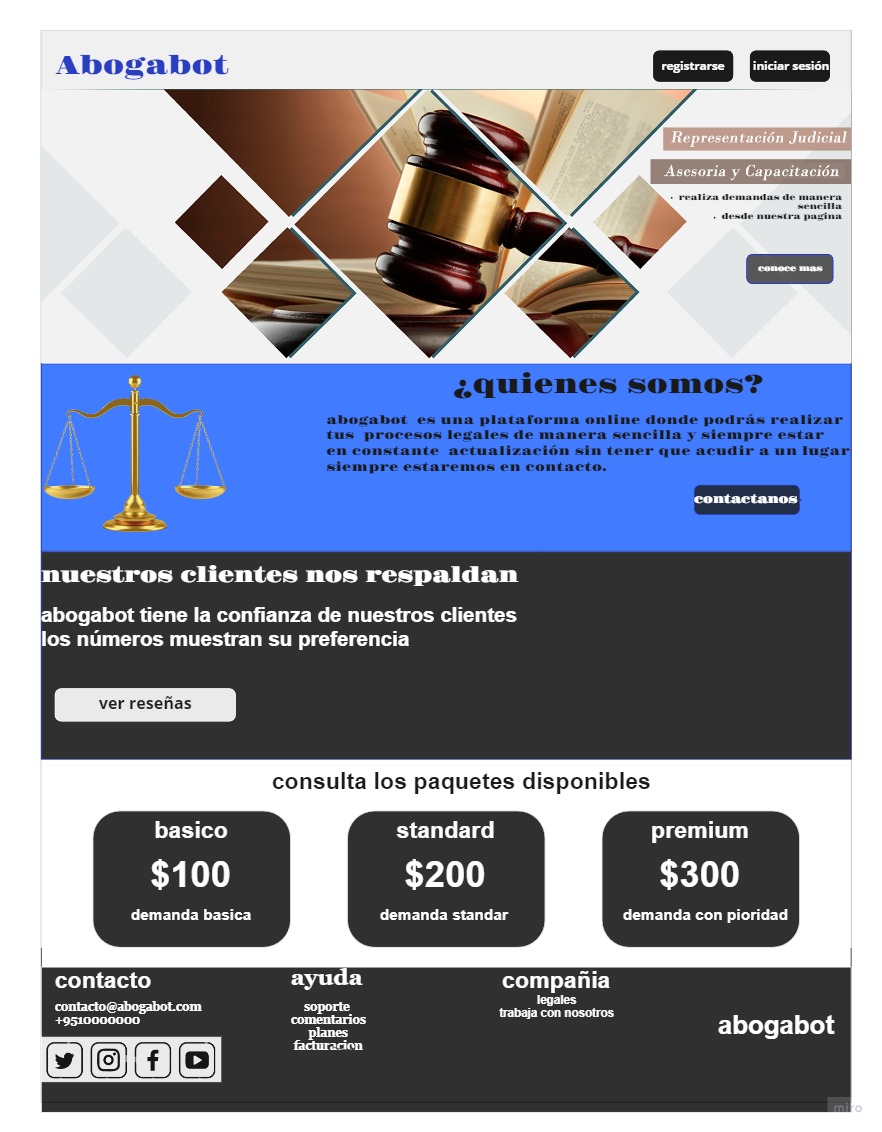 Abogabot
registrarse
iniciar sesión
Representación Judicial
Asesoria y Capacitación
· realiza demandas de manera
sencilla
· desde nuestra pagina
conoce mas
¿quienes somos?
abogabot es una plataforma online donde podrás realizar
tus procesos legales de manera sencilla y siempre estar
en constante actualización sin tener que acudir a un lugar
siempre estaremos en contacto.
contactanos
nuestros clientes nos respaldan
abogabot tiene la confianza de nuestros clientes
los números muestran su preferencia
ver reseñas
consulta los paquetes disponibles
basico
$100
demanda basica
standard
$200
demanda standar
premium
$300
demanda con pioridad
contacto
contacto@abogabot.com
+9510000000
ayuda
soporte
comentarios
planes
facturacion
compañia
legales
trabaja con nosotros
abogabot
miro